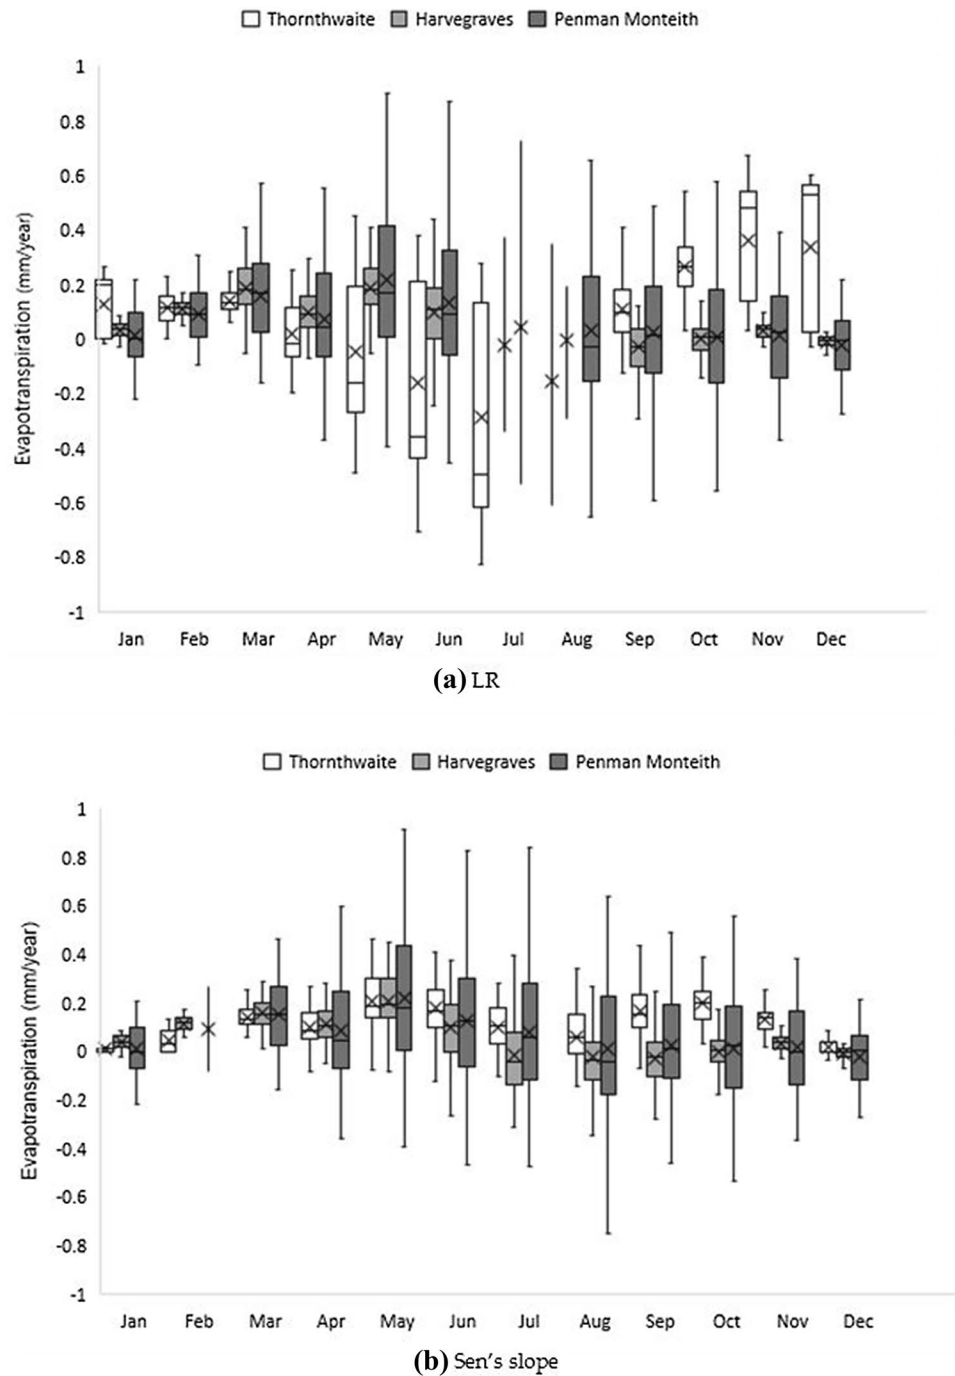 Thornthwaite Harvegraves Penman Monteith
Evapotranspiration (mm/year)
1
0.8
0.6
0.4
0.2
0
-0.2
-0.4
-0.6
-0.8
-1
Jan Feb Mar Apr May Jun Jul Aug Sep Oct Nov Dec
(a) LR
Thornthwaite Harvegraves Penman Monteith
Evapotranspiration (mm/year)
1
0.8
0.6
0.4
0.2
0
-0.2
-0.4
-0.6
-0.8
-1
Jan Feb Mar Apr May Jun Jul Aug Sep Oct Nov Dec
(b) Sen's slope